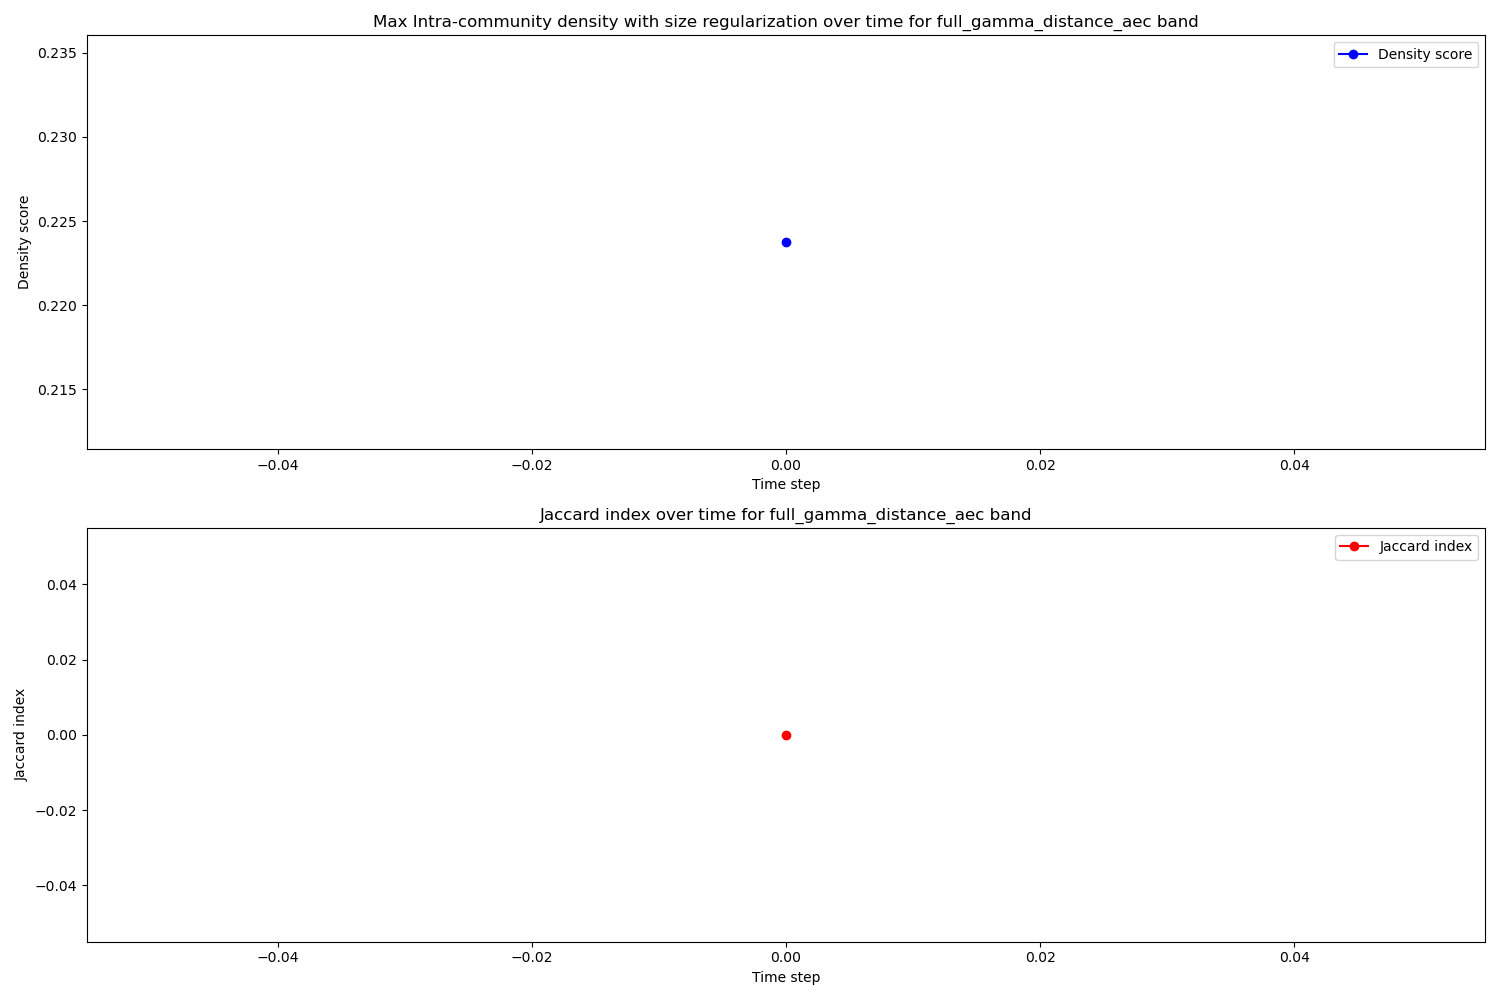 Max Intra-community density with size regularization over time for full_gamma_distance_aec band
Density score
0.235
0.230
0.225
0.220
0.215
Density score
−0.04
−0.02
0.00
0.02
0.04
Time step
Jaccard index over time for full_gamma_distance_aec band
Jaccard index
0.04
0.02
0.00
−0.02
−0.04
Jaccard index
−0.04
−0.02
0.00
0.02
0.04
Time step